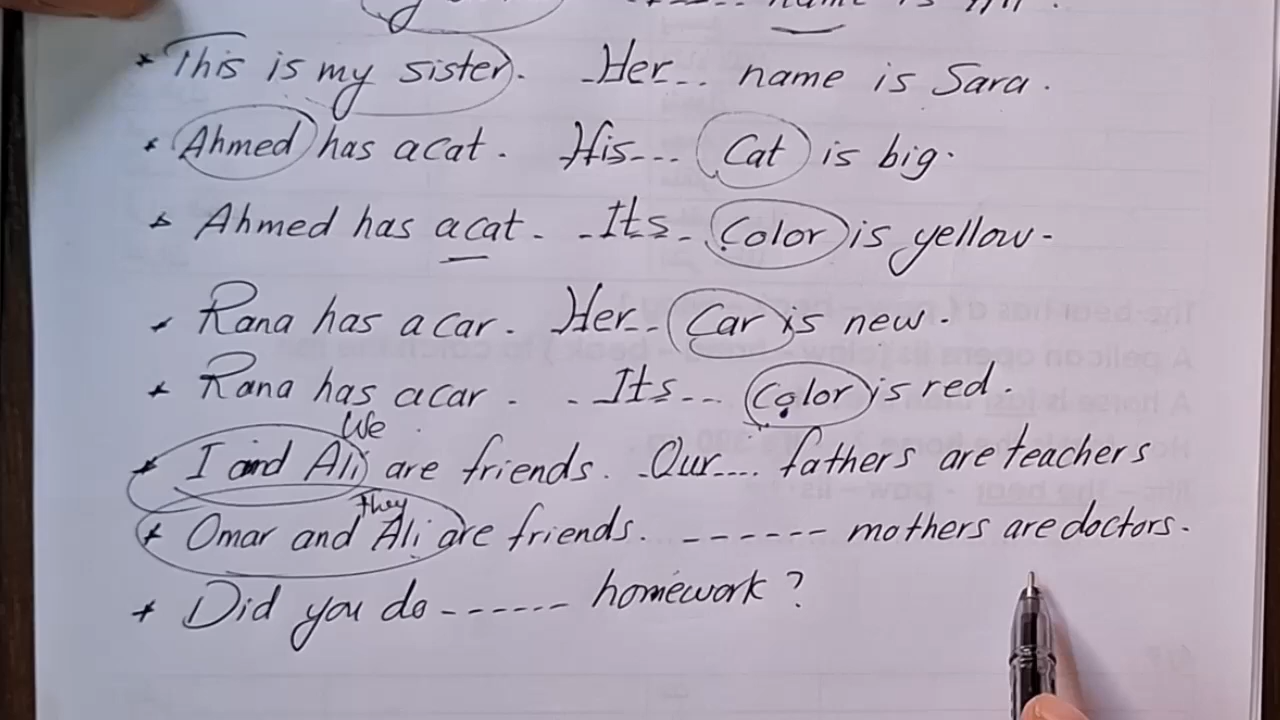 name is Ali.
* This is my sister. Her name is Sara.
* Ahmed has a cat. His Cat is big.
* Ahmed has a cat. Its Color is yellow.
* Rana has a car. Her Car is new.
* Rana has a car. Its Color is red.
We
* I and Ali are friends. Our fathers are teachers
they
* Omar and Ali are friends. ------ mothers are doctors.
* Did you do ------ homework?